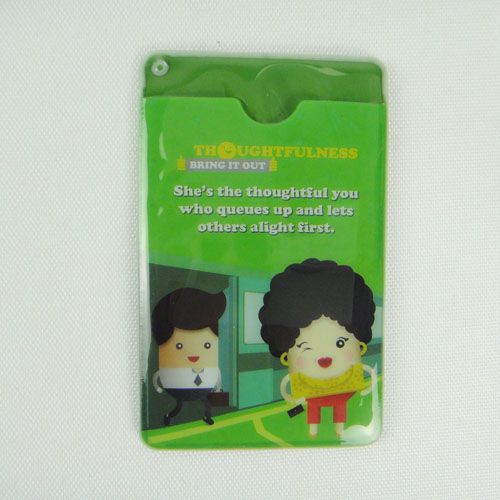 THOUGHTFULNESS
BRING IT OUT
She's the thoughtful you
who queues up and lets
others alight first.